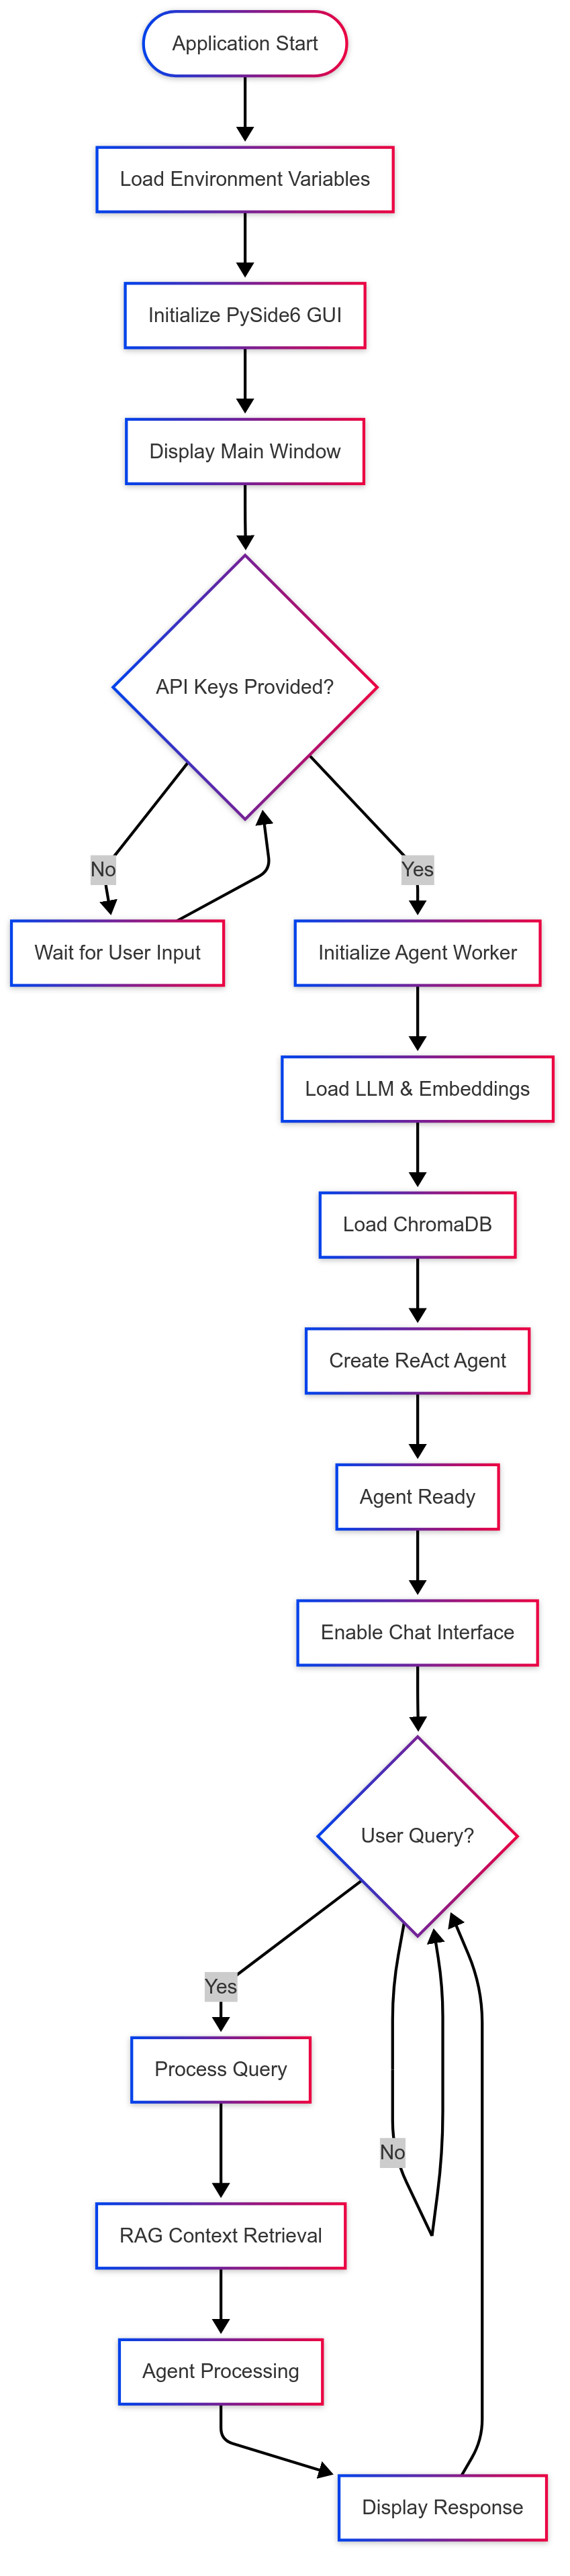 Application Start
Load Environment Variables
Initialize PySide6 GUI
Display Main Window
API Keys Provided?
No
Yes
Wait for User Input
Initialize Agent Worker
Load LLM & Embeddings
Load ChromaDB
Create ReAct Agent
Agent Ready
Enable Chat Interface
User Query?
Yes
Process Query
No
RAG Context Retrieval
Agent Processing
Display Response